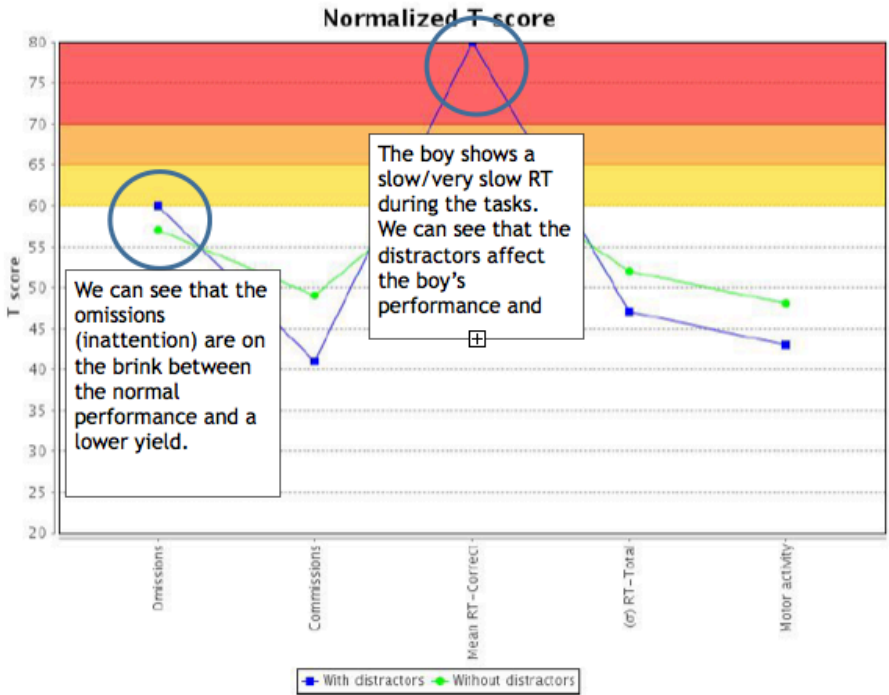 Normalized T score
80
75
70
65
60
55
50
45
40
35
30
25
20
T score
The boy shows a
slow/very slow RT
during the tasks.
We can see that the
distractors affect
the boy’s
performance and
We can see that the
omissions
(inattention) are on
the brink between
the normal
performance and a
lower yield.
Omissions
Commissions
Mean RT-Correct
(σ) RT-Total
Motor activity
With distractors
Without distractors